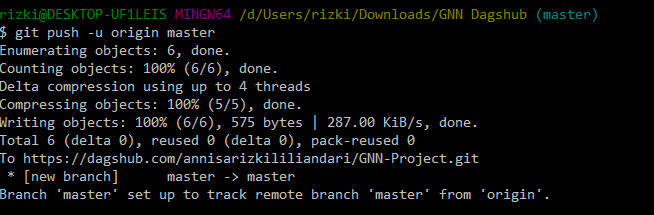 rizki@DESKTOP-UF1LEIS MINGW64 /d/Users/rizki/Downloads/GNN Dagshub (master)
$ git push -u origin master
Enumerating objects: 6, done.
Counting objects: 100% (6/6), done.
Delta compression using up to 4 threads
Compressing objects: 100% (5/5), done.
Writing objects: 100% (6/6), 575 bytes | 287.00 KiB/s, done.
Total 6 (delta 0), reused 0 (delta 0), pack-reused 0
To https://dagshub.com/annisarizkililiandari/GNN-Project.git
 * [new branch]      master -> master
Branch 'master' set up to track remote branch 'master' from 'origin'.